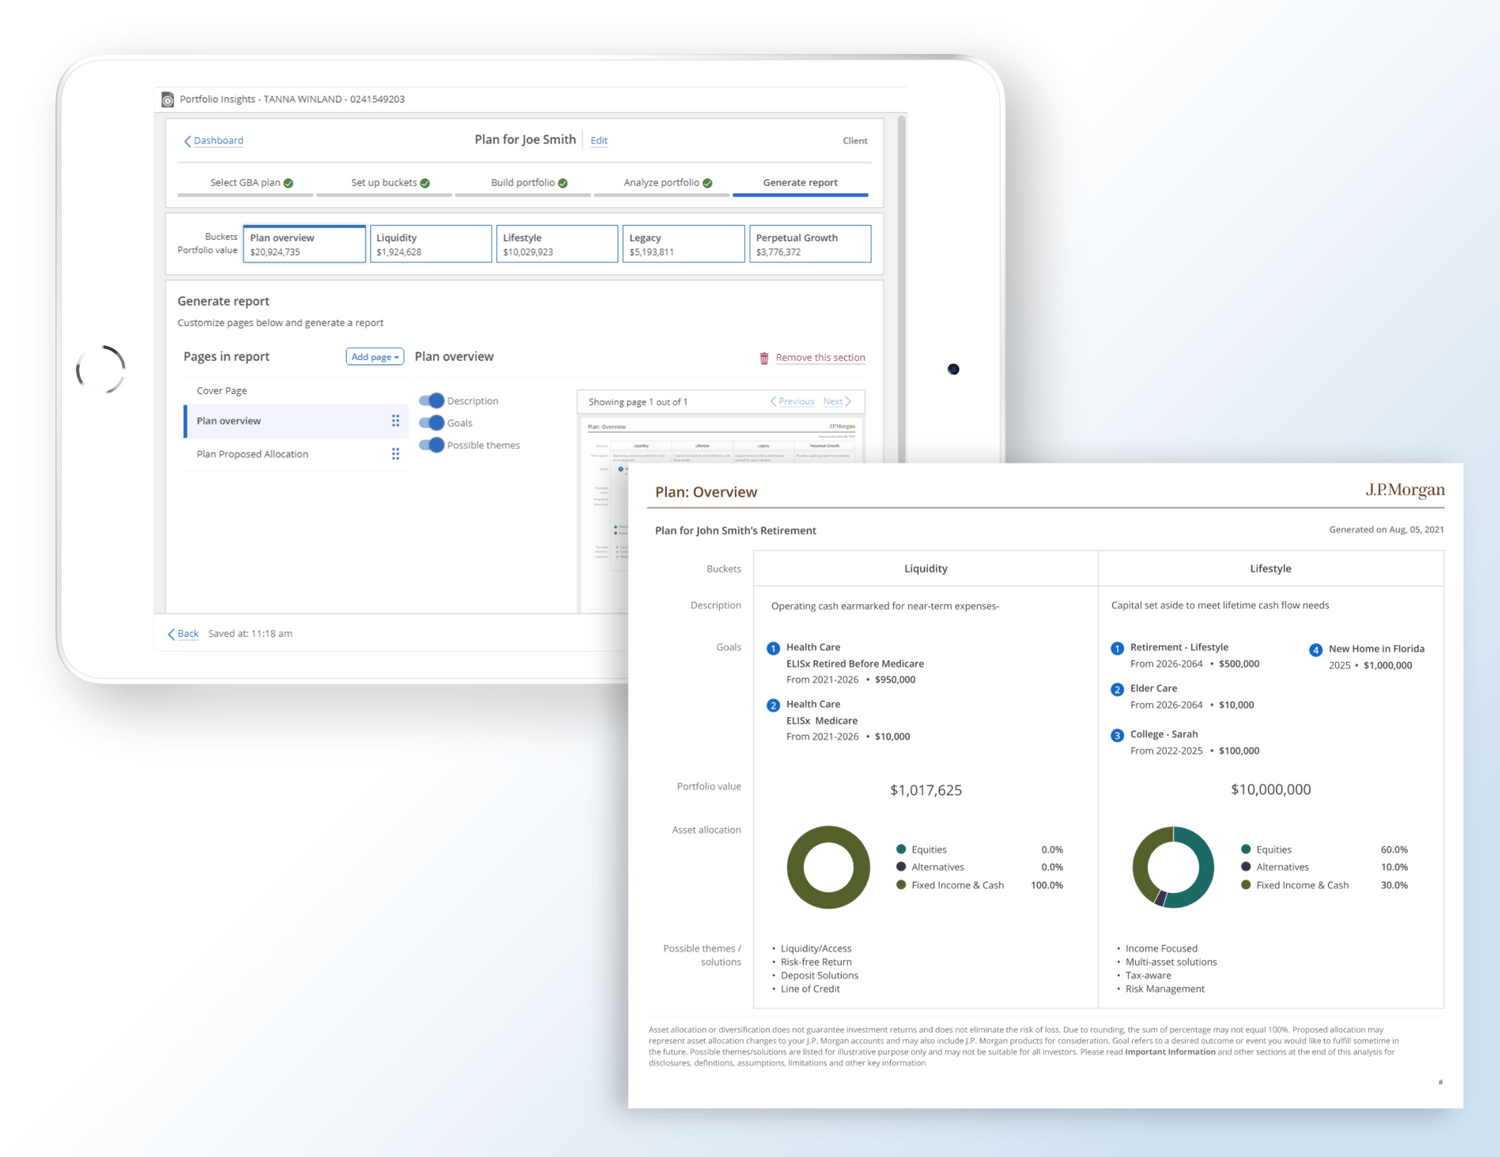 Portfolio Insights - TANNA WINLAND - 0241549203
Dashboard
Plan for Joe Smith
Edit
Client
Select GBA plan
Set up buckets
Build portfolio
Analyze portfolio
Generate report
Buckets
Portfolio value
Plan overview
$20,924,735
Liquidity
$1,924,628
Lifestyle
$10,029,923
Legacy
$5,193,811
Perpetual Growth
$3,776,372
Generate report
Customize pages below and generate a report
Pages in report
Add page
Plan overview
Remove this section
Cover Page
Plan overview
Plan Proposed Allocation
Description
Goals
Possible themes
Showing page 1 out of 1
Previous
Next
Plan: Overview
J.P.Morgan
Liquidity
Lifestyle
Legacy
Perpetual Growth
Back
Saved at: 11:18 am
Plan: Overview
J.P.Morgan
Plan for John Smith's Retirement
Generated on Aug, 05, 2021
Buckets
Liquidity
Lifestyle
Description
Operating cash earmarked for near-term expenses-
Capital set aside to meet lifetime cash flow needs
Goals
1 Health Care
ELISx Retired Before Medicare
From 2021-2026 • $950,000
2 Health Care
ELISx Medicare
From 2021-2026 • $10,000
1 Retirement - Lifestyle
From 2026-2064 • $500,000
2 Elder Care
From 2026-2064 • $10,000
3 College - Sarah
From 2022-2025 • $100,000
4 New Home in Florida
2025 • $1,000,000
Portfolio value
$1,017,625
$10,000,000
Asset allocation
Equities 0.0%
Alternatives 0.0%
Fixed Income & Cash 100.0%
Equities 60.0%
Alternatives 10.0%
Fixed Income & Cash 30.0%
Possible themes /
solutions
• Liquidity/Access
• Risk-free Return
• Deposit Solutions
• Line of Credit
• Income Focused
• Multi-asset solutions
• Tax-aware
• Risk Management
Asset allocation or diversification does not guarantee investment returns and does not eliminate the risk of loss. Due to rounding, the sum of percentage may not equal 100%. Proposed allocation may
represent asset allocation changes to your J.P. Morgan accounts and may also include J.P. Morgan products for consideration. Goal refers to a desired outcome or event you would like to fulfill sometime in
the future. Possible themes/solutions are listed for illustrative purpose only and may not be suitable for all investors. Please read Important Information and other sections at the end of this analysis for
disclosures, definitions, assumptions, limitations and other key information
#